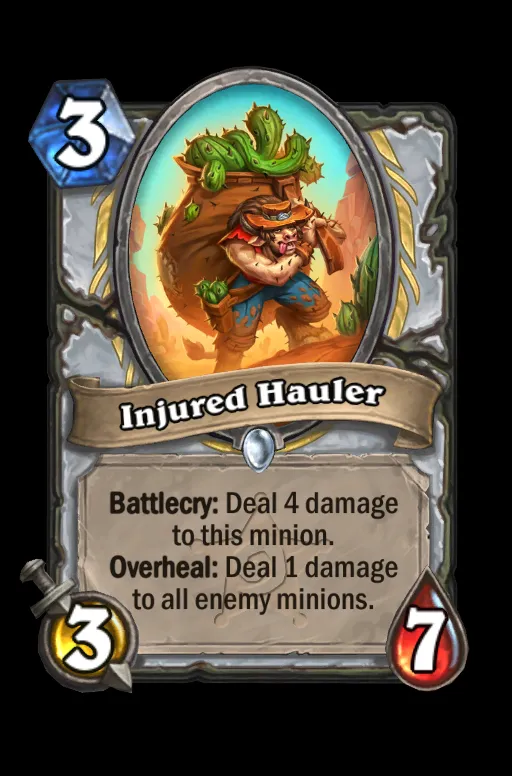 3
Injured Hauler
Battlecry: Deal 4 damage
to this minion.
Overheal: Deal 1 damage
to all enemy minions.
3
7